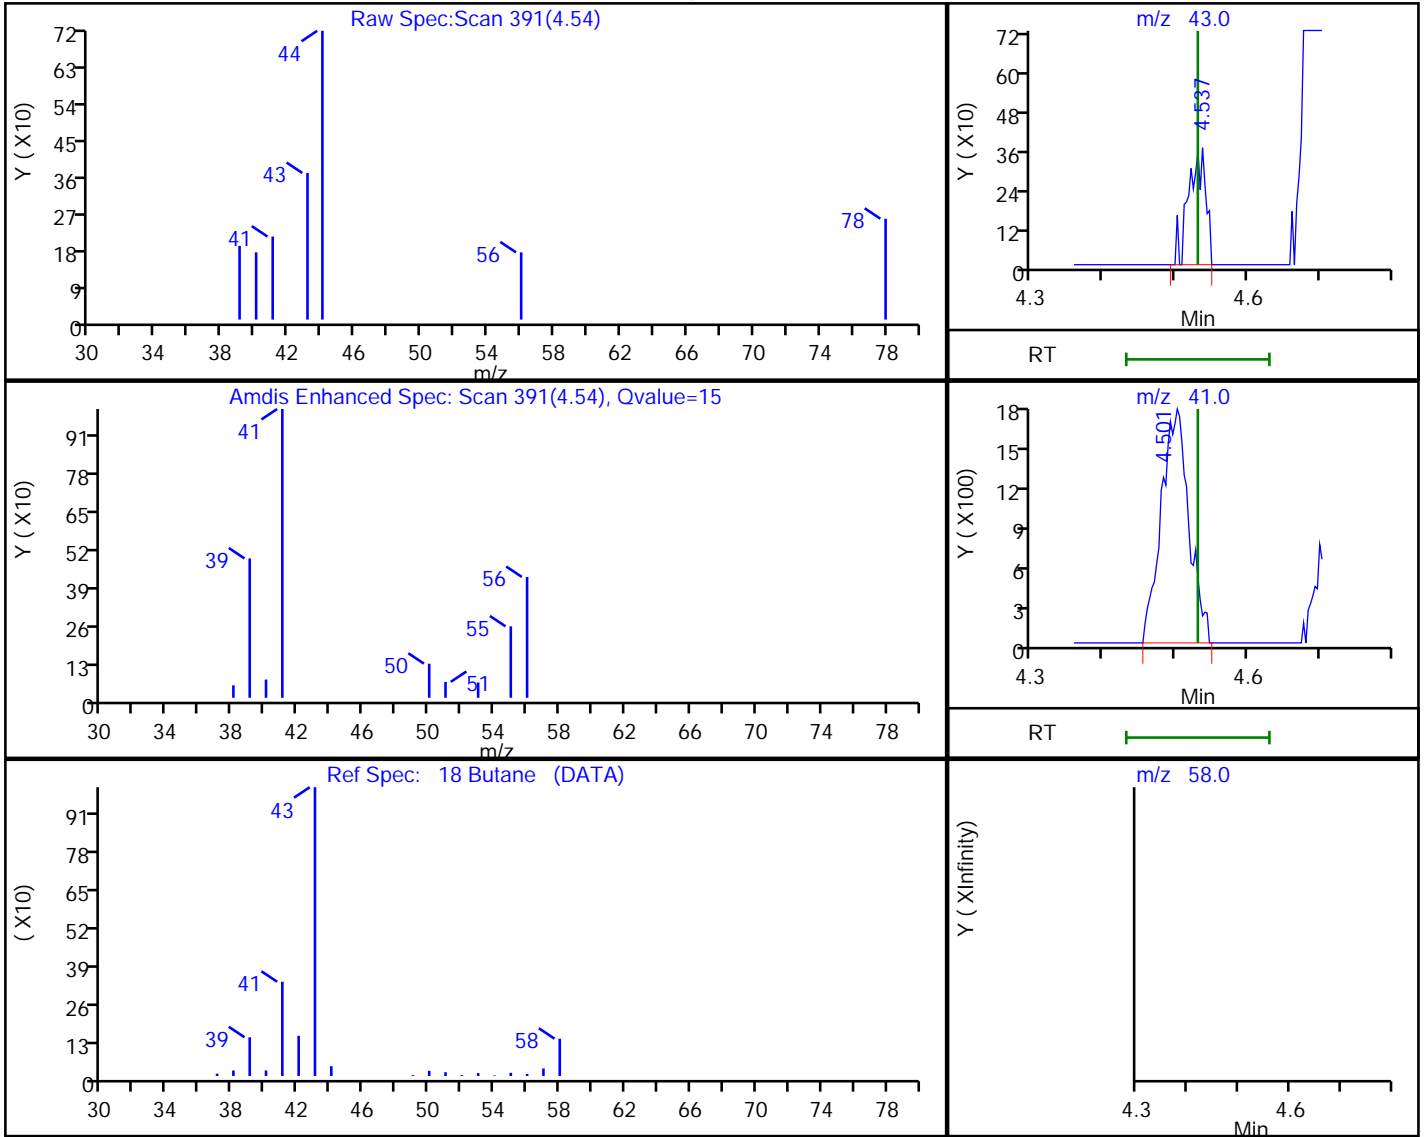 Raw Spec:Scan 391(4.54)
Y ( X10)
72
63
54
45
36
27
18
9
0
44
43
41
56
78
30 34 38 42 46 50 54 58 62 66 70 74 78
m/z
m/z 43.0
Y ( X10)
72
60
48
36
24
12
0
4.537
4.3 4.6
Min
RT
Amdis Enhanced Spec: Scan 391(4.54), Qvalue=15
Y ( X10)
91
78
65
52
39
26
13
0
41
39
56
55
50
51
30 34 38 42 46 50 54 58 62 66 70 74 78
m/z
m/z 41.0
Y ( X100)
18
15
12
9
6
3
0
4.501
4.3 4.6
Min
RT
Ref Spec: 18 Butane (DATA)
( X10)
91
78
65
52
39
26
13
0
43
41
39
58
30 34 38 42 46 50 54 58 62 66 70 74 78
m/z 58.0
Y ( XInfinity)
4.3 4.6
Min